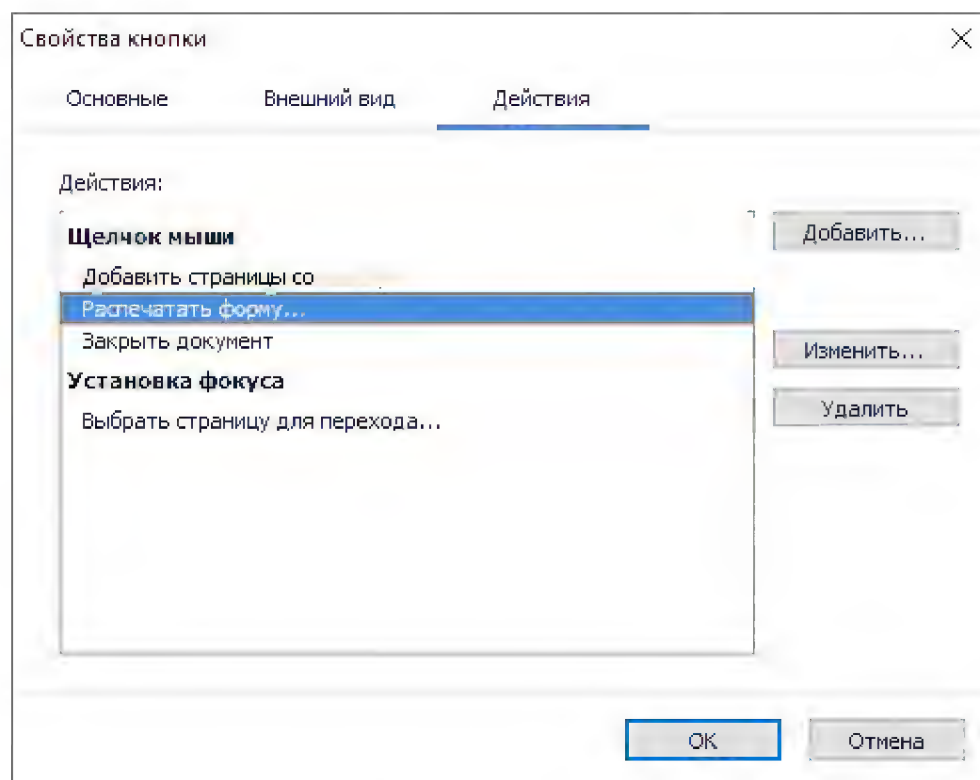 Свойства кнопки
Основные Внешний вид Действия
Действия:
Щелчок мыши
Добавить...
Добавить страницы со
Распечатать форму...
Закрыть документ
Изменить...
Установка фокуса
Удалить
Выбрать страницу для перехода...
OK Отмена